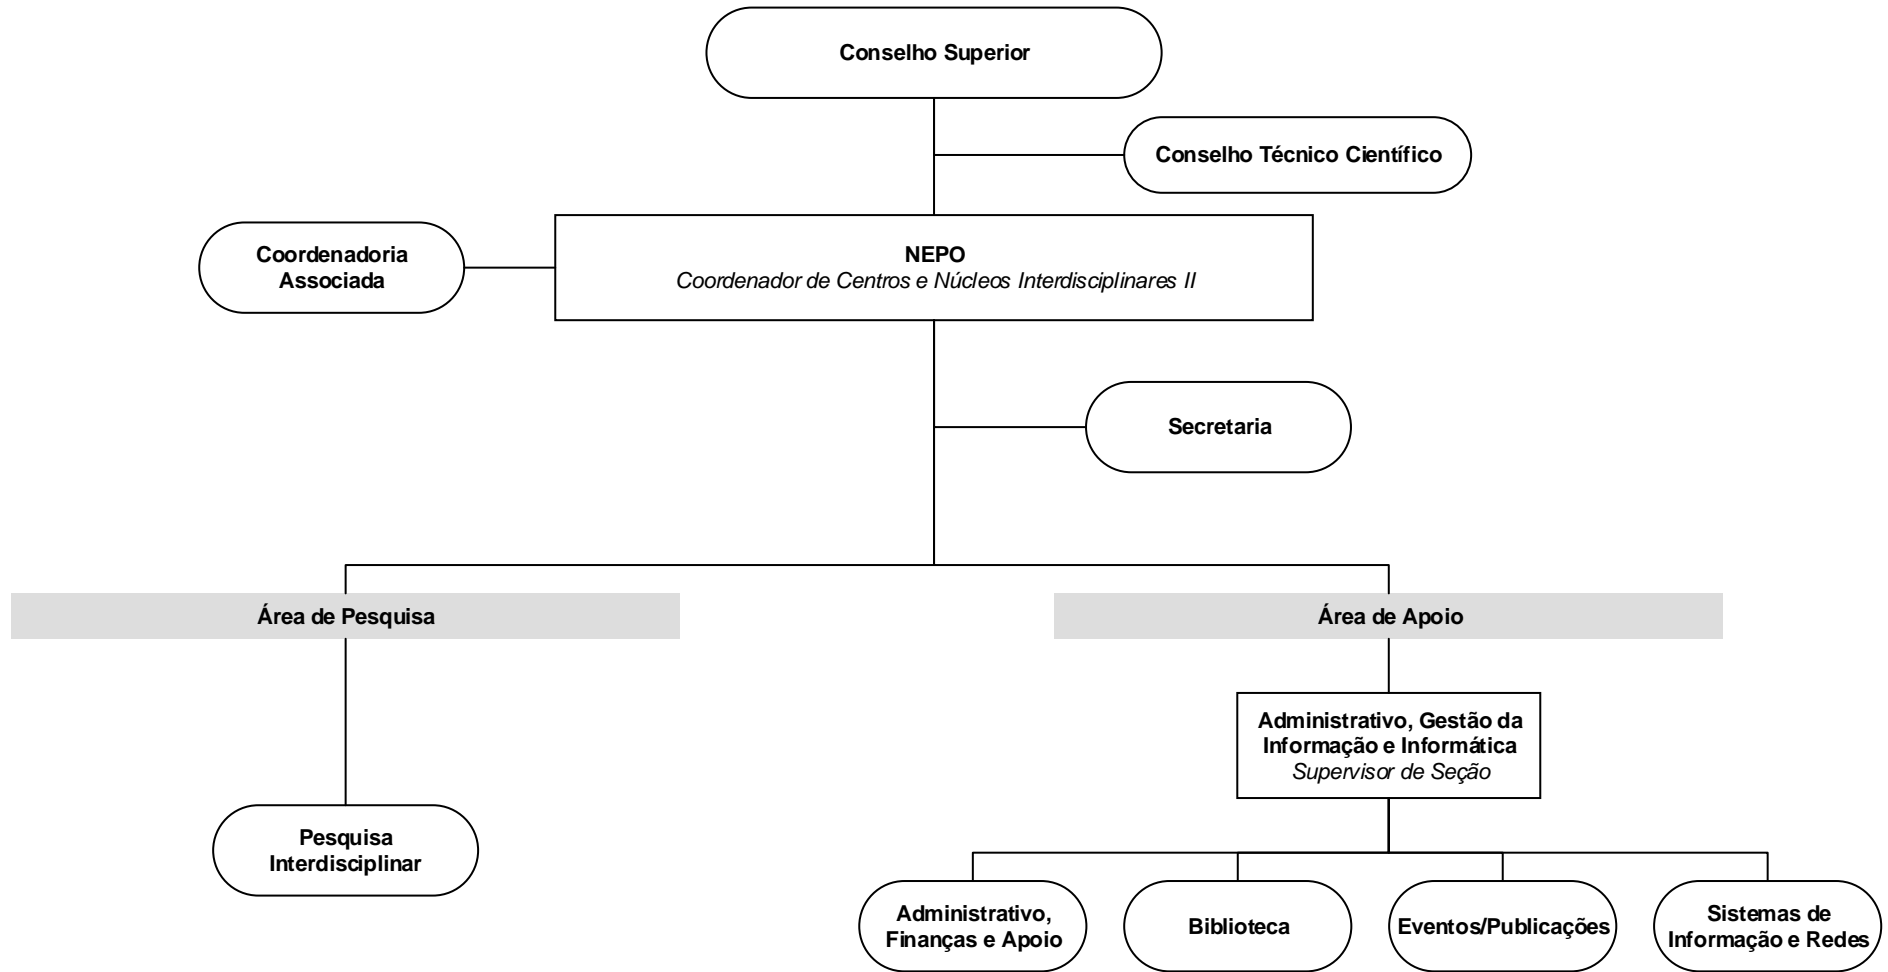 Conselho Superior
Conselho Técnico Científico
Coordenadoria
Associada
NEPO
Coordenador de Centros e Núcleos Interdisciplinares II
Secretaria
Área de Pesquisa
Área de Apoio
Administrativo, Gestão da
Informação e Informática
Supervisor de Seção
Pesquisa
Interdisciplinar
Administrativo,
Finanças e Apoio
Biblioteca
Eventos/Publicações
Sistemas de
Informação e Redes